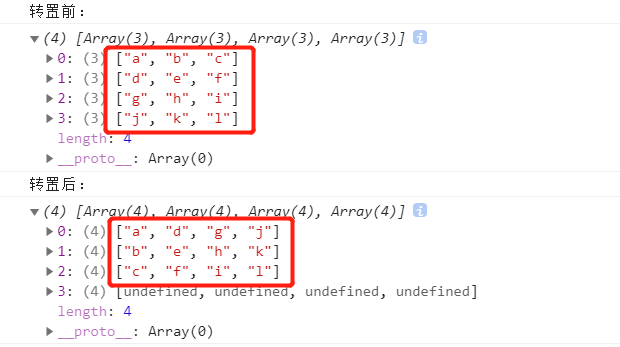 转置前：
▼(4) [Array(3), Array(3), Array(3), Array(3)] i
▶0: (3) ["a", "b", "c"]
▶1: (3) ["d", "e", "f"]
▶2: (3) ["g", "h", "i"]
▶3: (3) ["j", "k", "l"]
length: 4
▶__proto__: Array(0)
转置后：
▼(4) [Array(4), Array(4), Array(4), Array(4)] i
▶0: (4) ["a", "d", "g", "j"]
▶1: (4) ["b", "e", "h", "k"]
▶2: (4) ["c", "f", "i", "l"]
▶3: (4) [undefined, undefined, undefined, undefined]
length: 4
▶__proto__: Array(0)